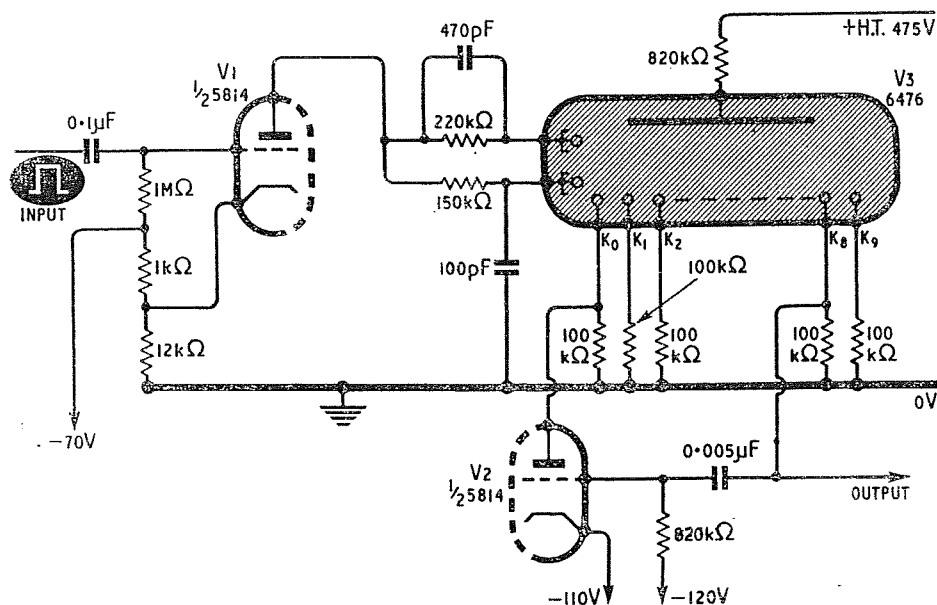 470pF
+H.T. 475V
820kΩ
V1
½5814
V3
6476
0·1µF
220kΩ
INPUT
1MΩ
150kΩ
K0
K1
K2
K8
K9
1kΩ
100pF
100kΩ
12kΩ
100
kΩ
100
kΩ
100
kΩ
100
kΩ
0V
-70V
V2
½5814
0·005µF
OUTPUT
820kΩ
-110V
-120V